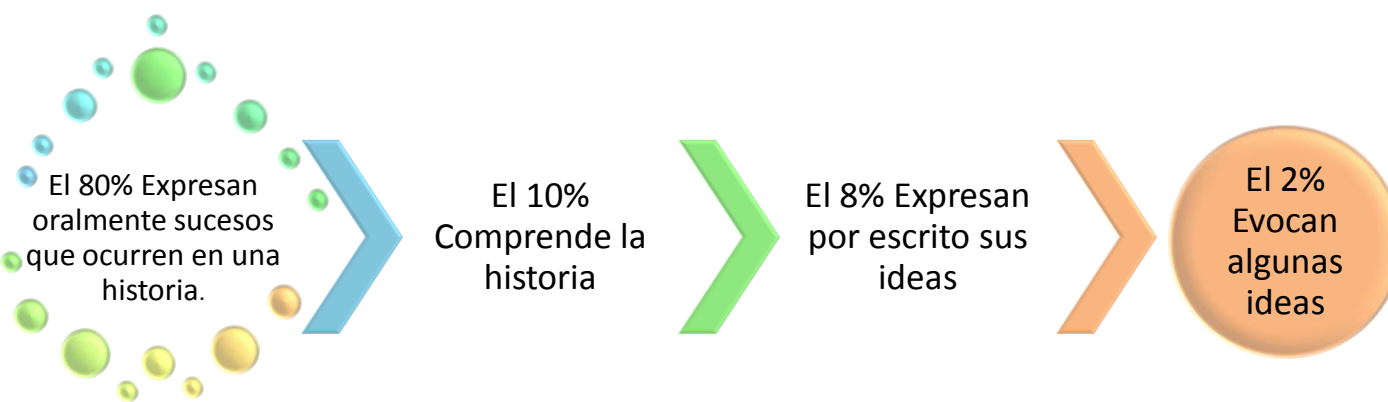 El 80% Expresan
oralmente sucesos
que ocurren en una
historia.
El 10%
Comprende la
historia
El 8% Expresan
por escrito sus
ideas
El 2%
Evocan
algunas
ideas